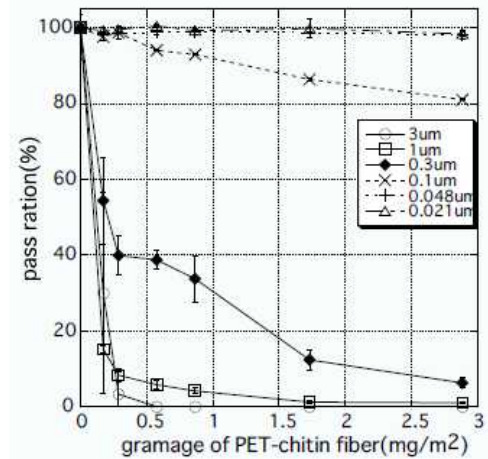 100
80
60
40
20
0
pass ration(%)
3um
1um
0.3um
0.1um
0.048um
0.021um
0 0.5 1 1.5 2 2.5 3
gramage of PET-chitin fiber(mg/m2)